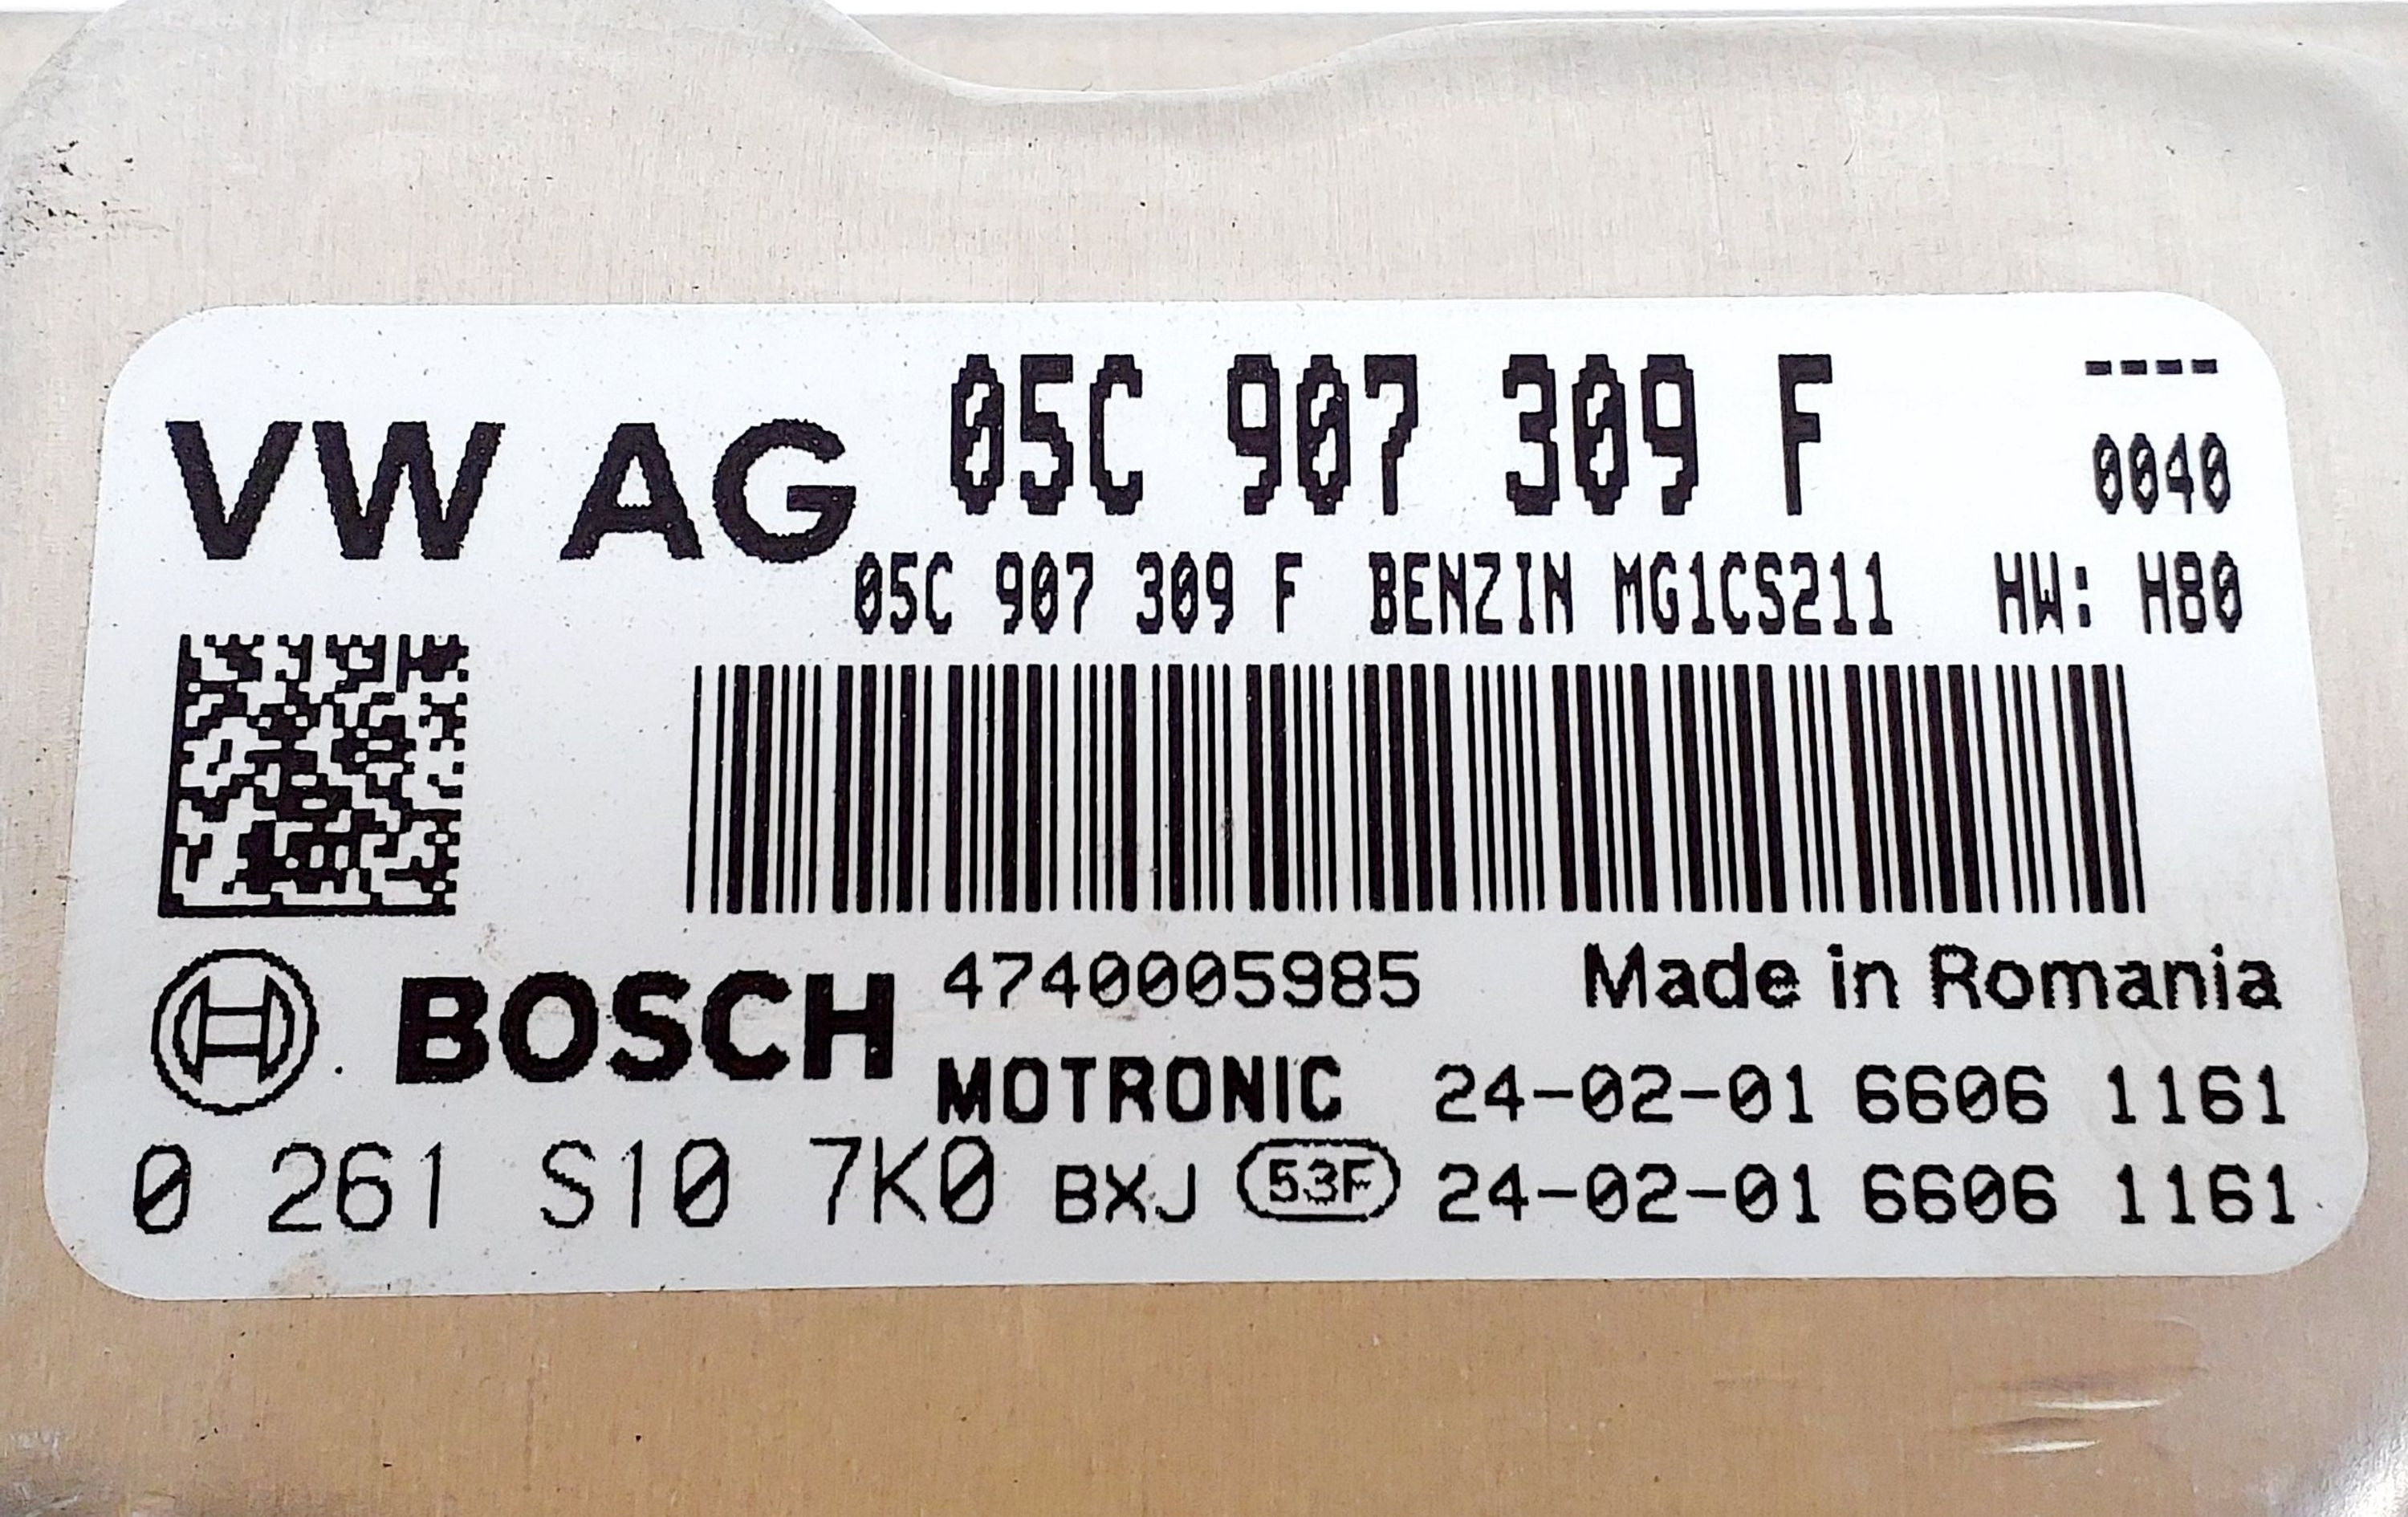 VW AG 05C 907 309 F ----
0040
05C 907 309 F BENZIN MG1CS211 HW: H80
BOSCH 4740005985 Made in Romania
MOTRONIC 24-02-01 6606 1161
0 261 S10 7K0 BXJ 53F 24-02-01 6606 1161